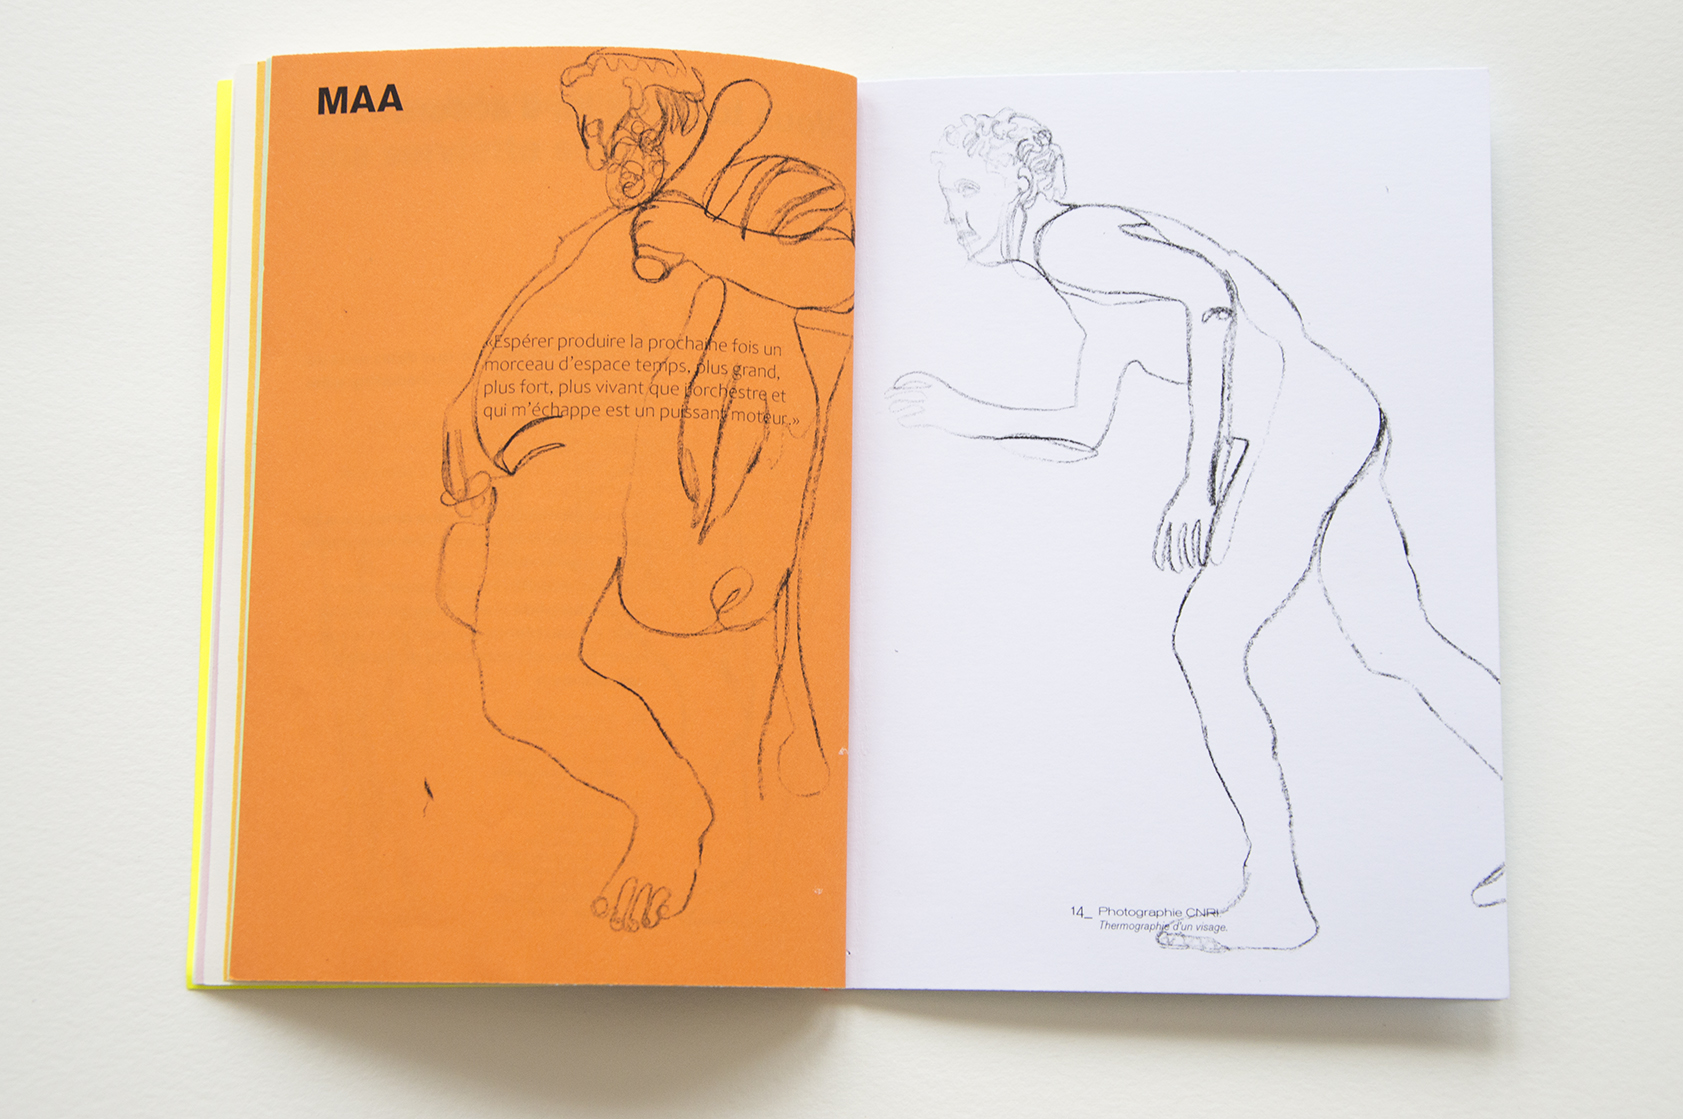 MAA
«Espérer produire la prochaine fois un
morceau d'espace temps, plus grand,
plus fort, plus vivant que l'orchestre et
qui m'échappe est un puissant moteur.»
14_ Photographie CNRI.
Thermographie d'un visage.